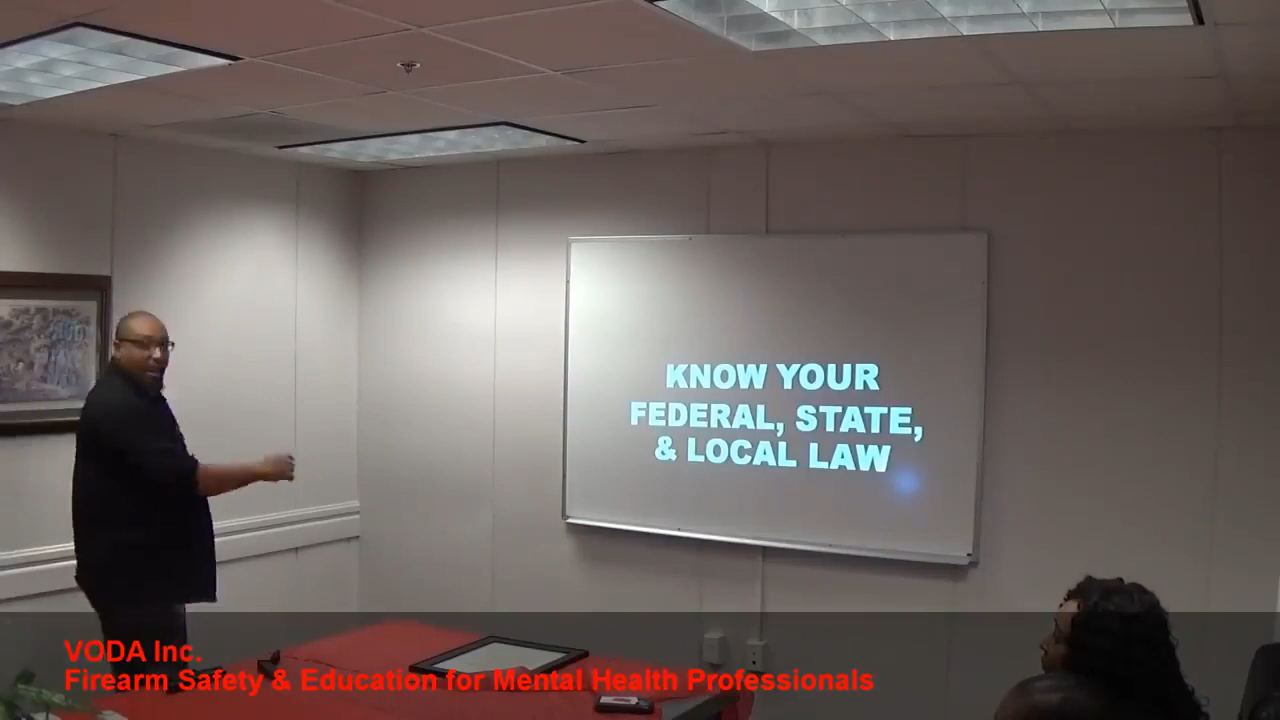 KNOW YOUR
FEDERAL, STATE,
& LOCAL LAW
VODA Inc.
Firearm Safety & Education for Mental Health Professionals